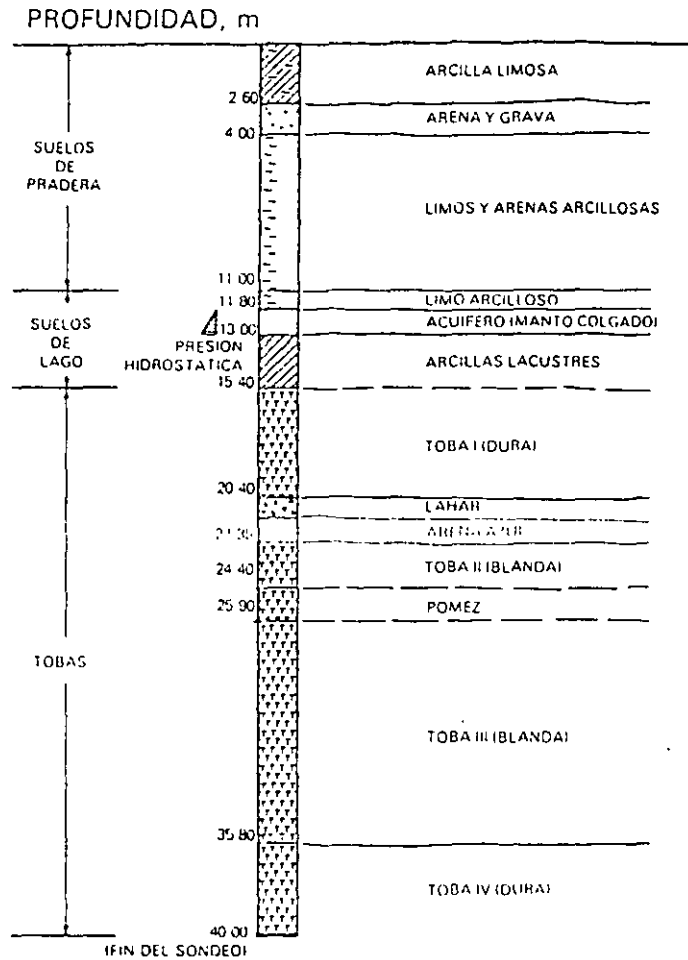 PROFUNDIDAD, m
ARCILLA LIMOSA
2 60
ARENA Y GRAVA
4 00
SUELOS
DE
PRADERA
LIMOS Y ARENAS ARCILLOSAS
11 00
LIMO ARCILLOSO
11 80
ACUIFERO (MANTO COLGADO)
13 00
SUELOS
DE
LAGO
PRESION
HIDROSTATICA
ARCILLAS LACUSTRES
15 40
TOBA I (DURA)
20 40
LAHAR
ARENA AZUL
TOBA II (BLANDA)
24 40
POMEZ
25 90
TOBAS
TOBA III (BLANDA)
35 80
TOBA IV (DURA)
40 00
(FIN DEL SONDEO)